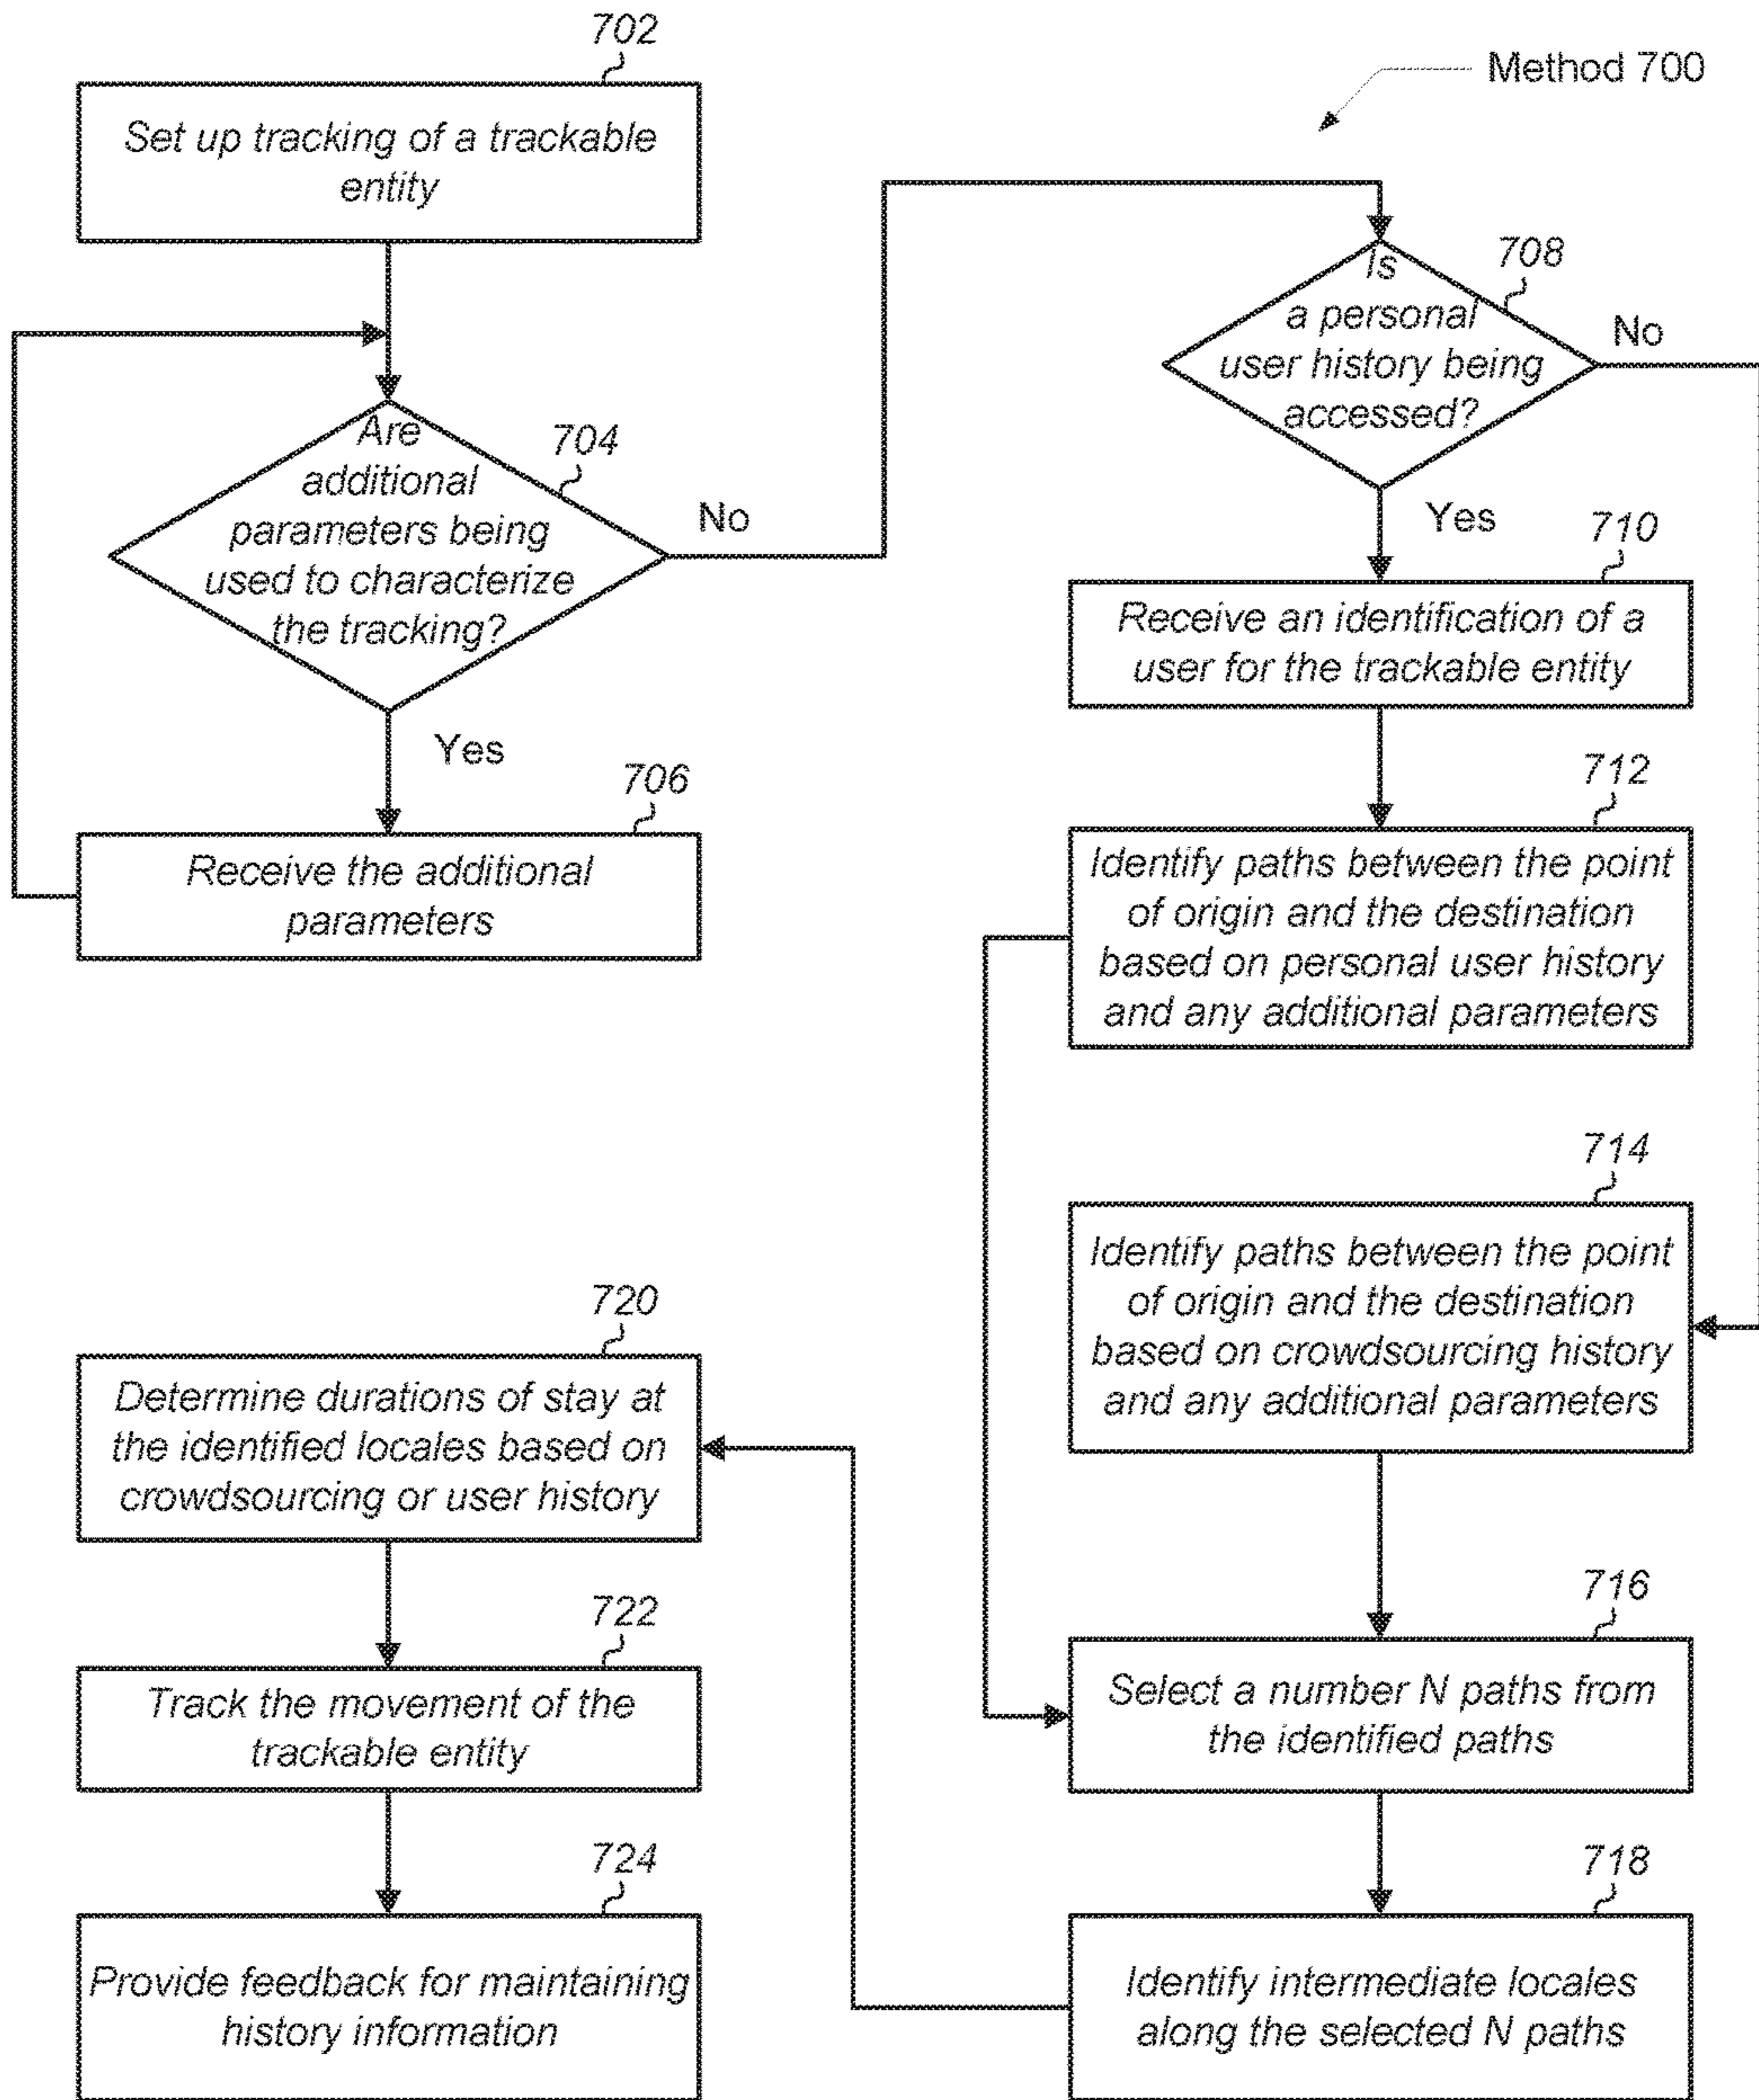 702
Set up tracking of a trackable
entity
Method 700
704
Are
additional
parameters being
used to characterize
the tracking?
No
Yes
706
Receive the additional
parameters
708
Is
a personal
user history being
accessed?
No
Yes
710
Receive an identification of a
user for the trackable entity
712
Identify paths between the point
of origin and the destination
based on personal user history
and any additional parameters
714
Identify paths between the point
of origin and the destination
based on crowdsourcing history
and any additional parameters
716
Select a number N paths from
the identified paths
718
Identify intermediate locales
along the selected N paths
720
Determine durations of stay at
the identified locales based on
crowdsourcing or user history
722
Track the movement of the
trackable entity
724
Provide feedback for maintaining
history information